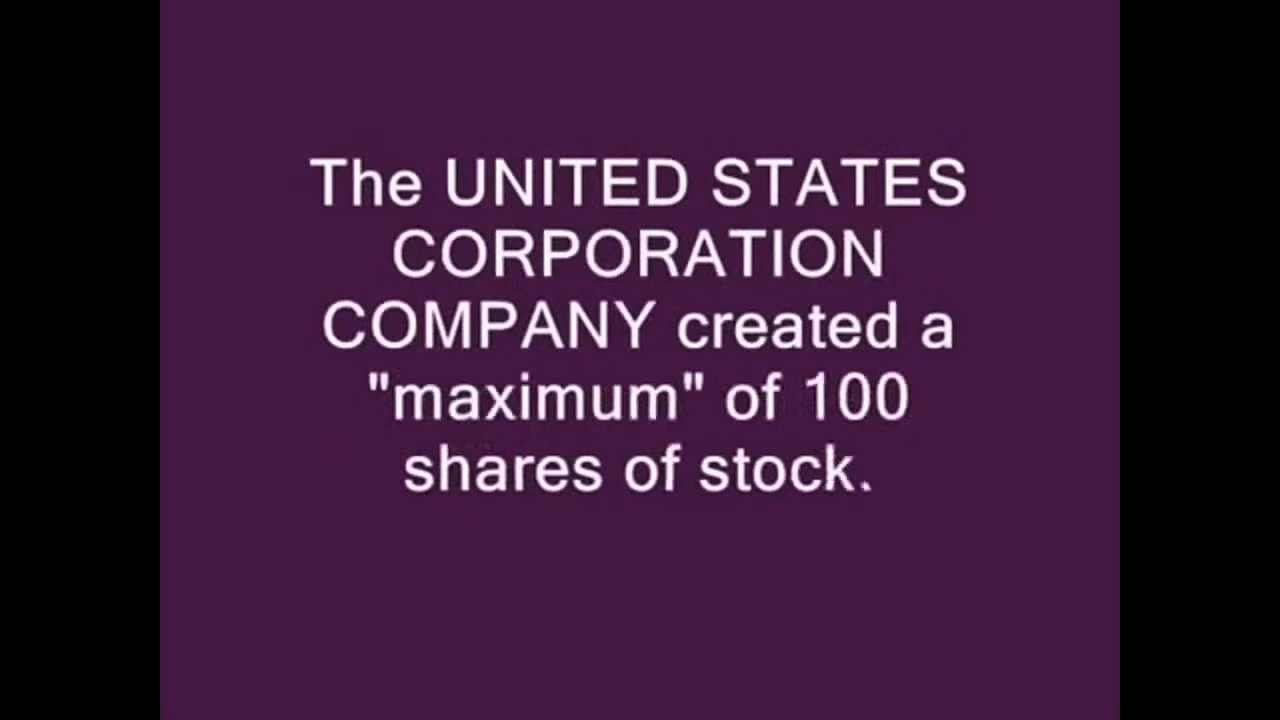 The UNITED STATES
CORPORATION
COMPANY created a
"maximum" of 100
shares of stock.